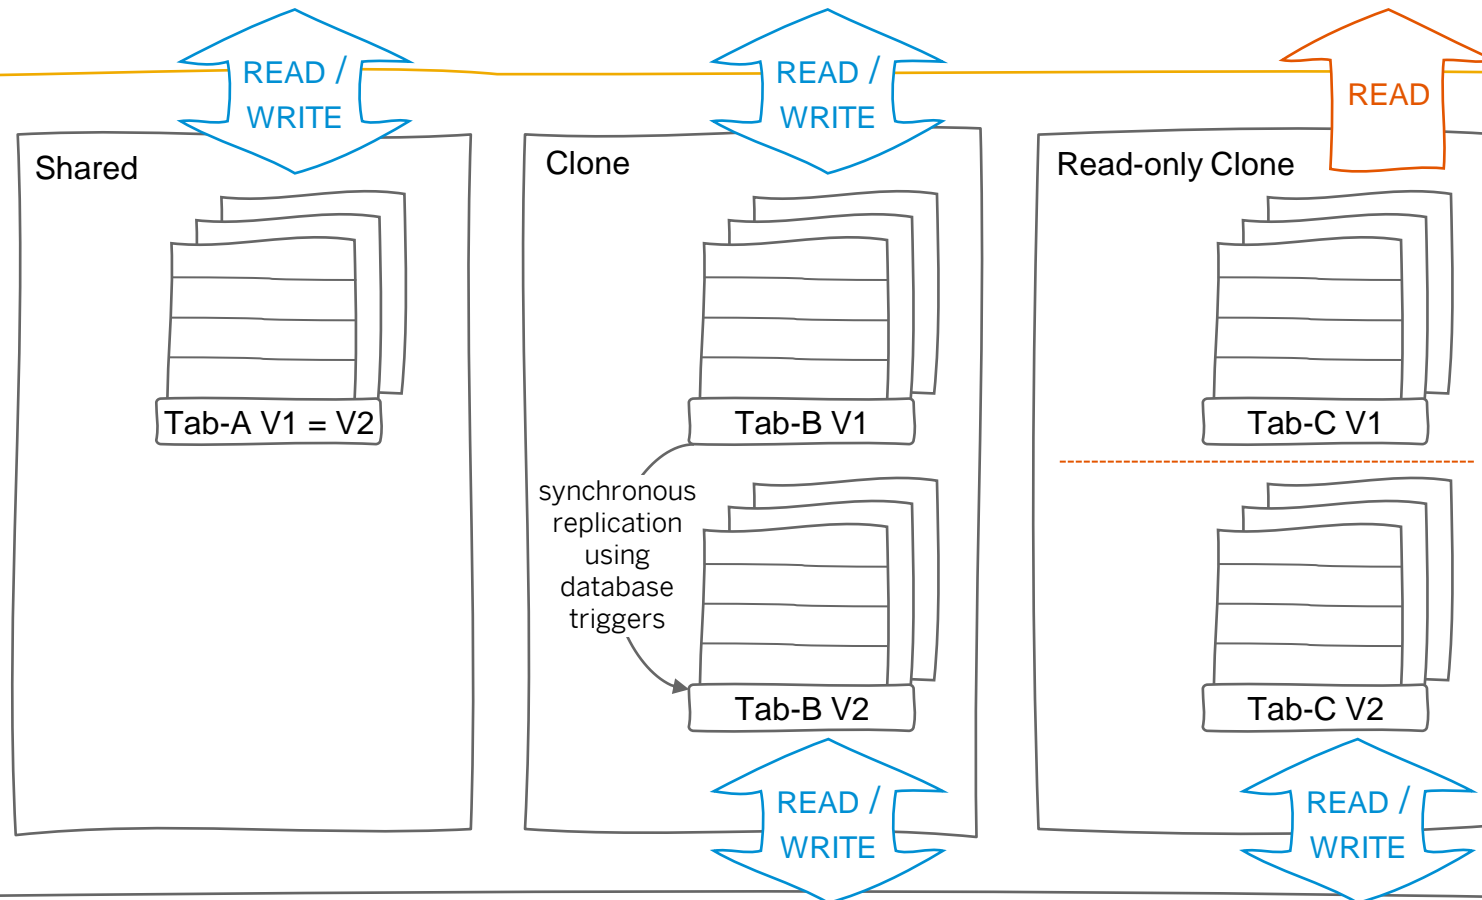 READ /
WRITE
READ /
WRITE
READ
Shared
Clone
Read-only Clone
Tab-A V1 = V2
Tab-B V1
Tab-C V1
synchronous
replication
using
database
triggers
Tab-B V2
Tab-C V2
READ /
WRITE
READ /
WRITE